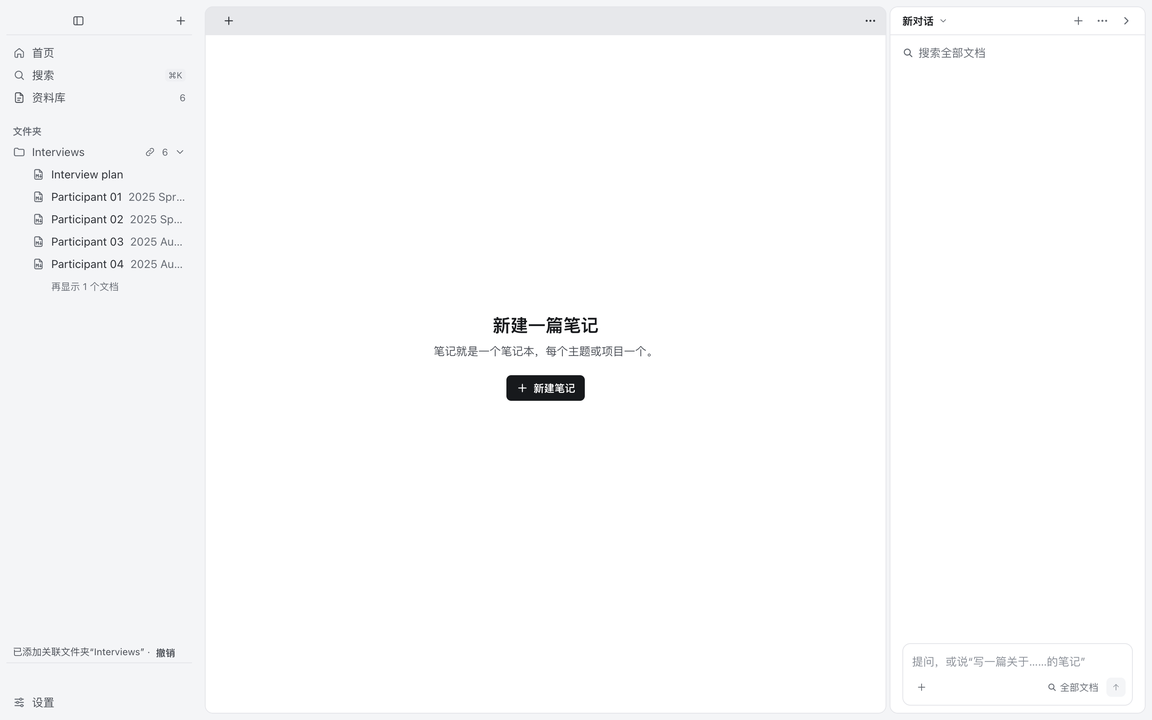 首页
搜索 ⌘K
资料库 6
文件夹
Interviews 6
Interview plan
Participant 01 2025 Spr...
Participant 02 2025 Sp...
Participant 03 2025 Au...
Participant 04 2025 Au...
再显示 1 个文档
已添加关联文件夹“Interviews” · 撤销
设置
新建一篇笔记
笔记就是一个笔记本，每个主题或项目一个。
新建笔记
新对话
搜索全部文档
提问，或说“写一篇关于……的笔记”
全部文档